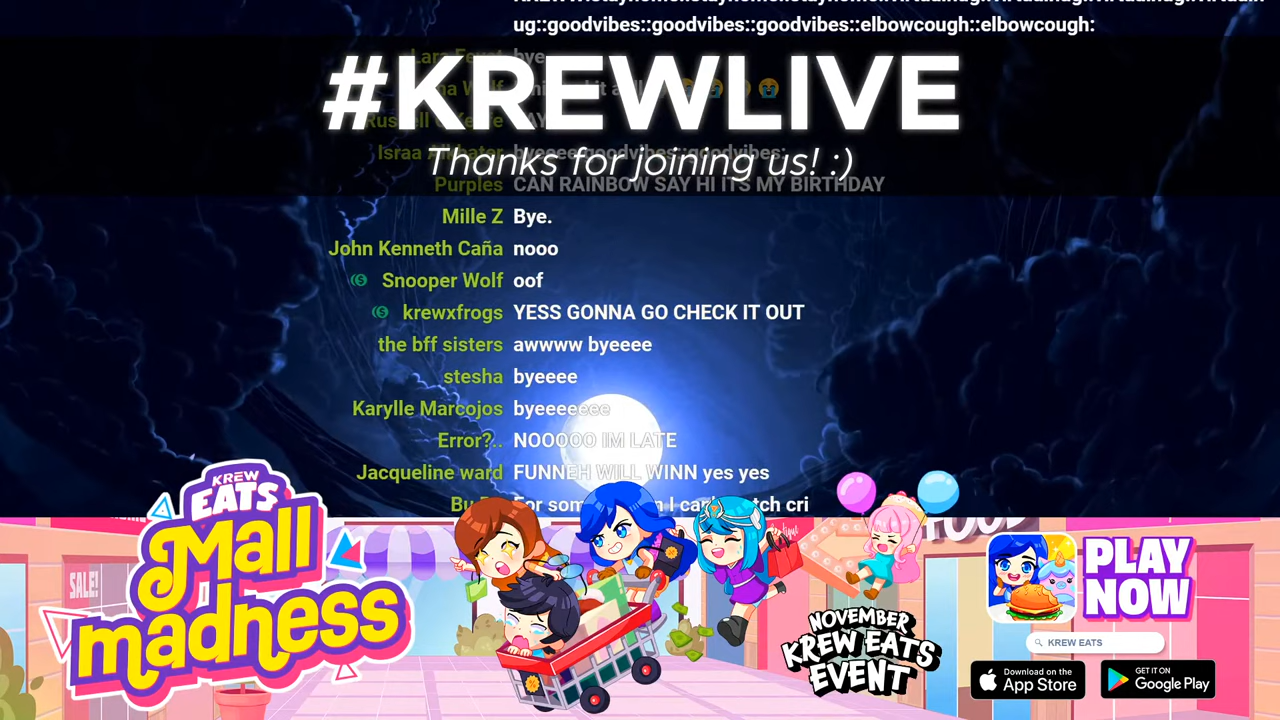 ug::goodvibes::goodvibes::goodvibes::elbowcough::elbowcough:
bye
#KREWLIVE
Thanks for joining us! :)
Purples CAN RAINBOW SAY HI ITS MY BIRTHDAY
Mille Z Bye.
John Kenneth Caña nooo
Snooper Wolf oof
krewxfrogs YESS GONNA GO CHECK IT OUT
the bff sisters awwww byeeee
stesha byeeee
Karylle Marcojos byeeeeeee
Error?.. NOOOOO IM LATE
Jacqueline ward FUNNEH WILL WINN yes yes
KREW
EATS
Mall
madness
SALE!
NOVEMBER
KREW EATS
EVENT
PLAY
NOW
KREW EATS
Download on the
App Store
GET IT ON
Google Play